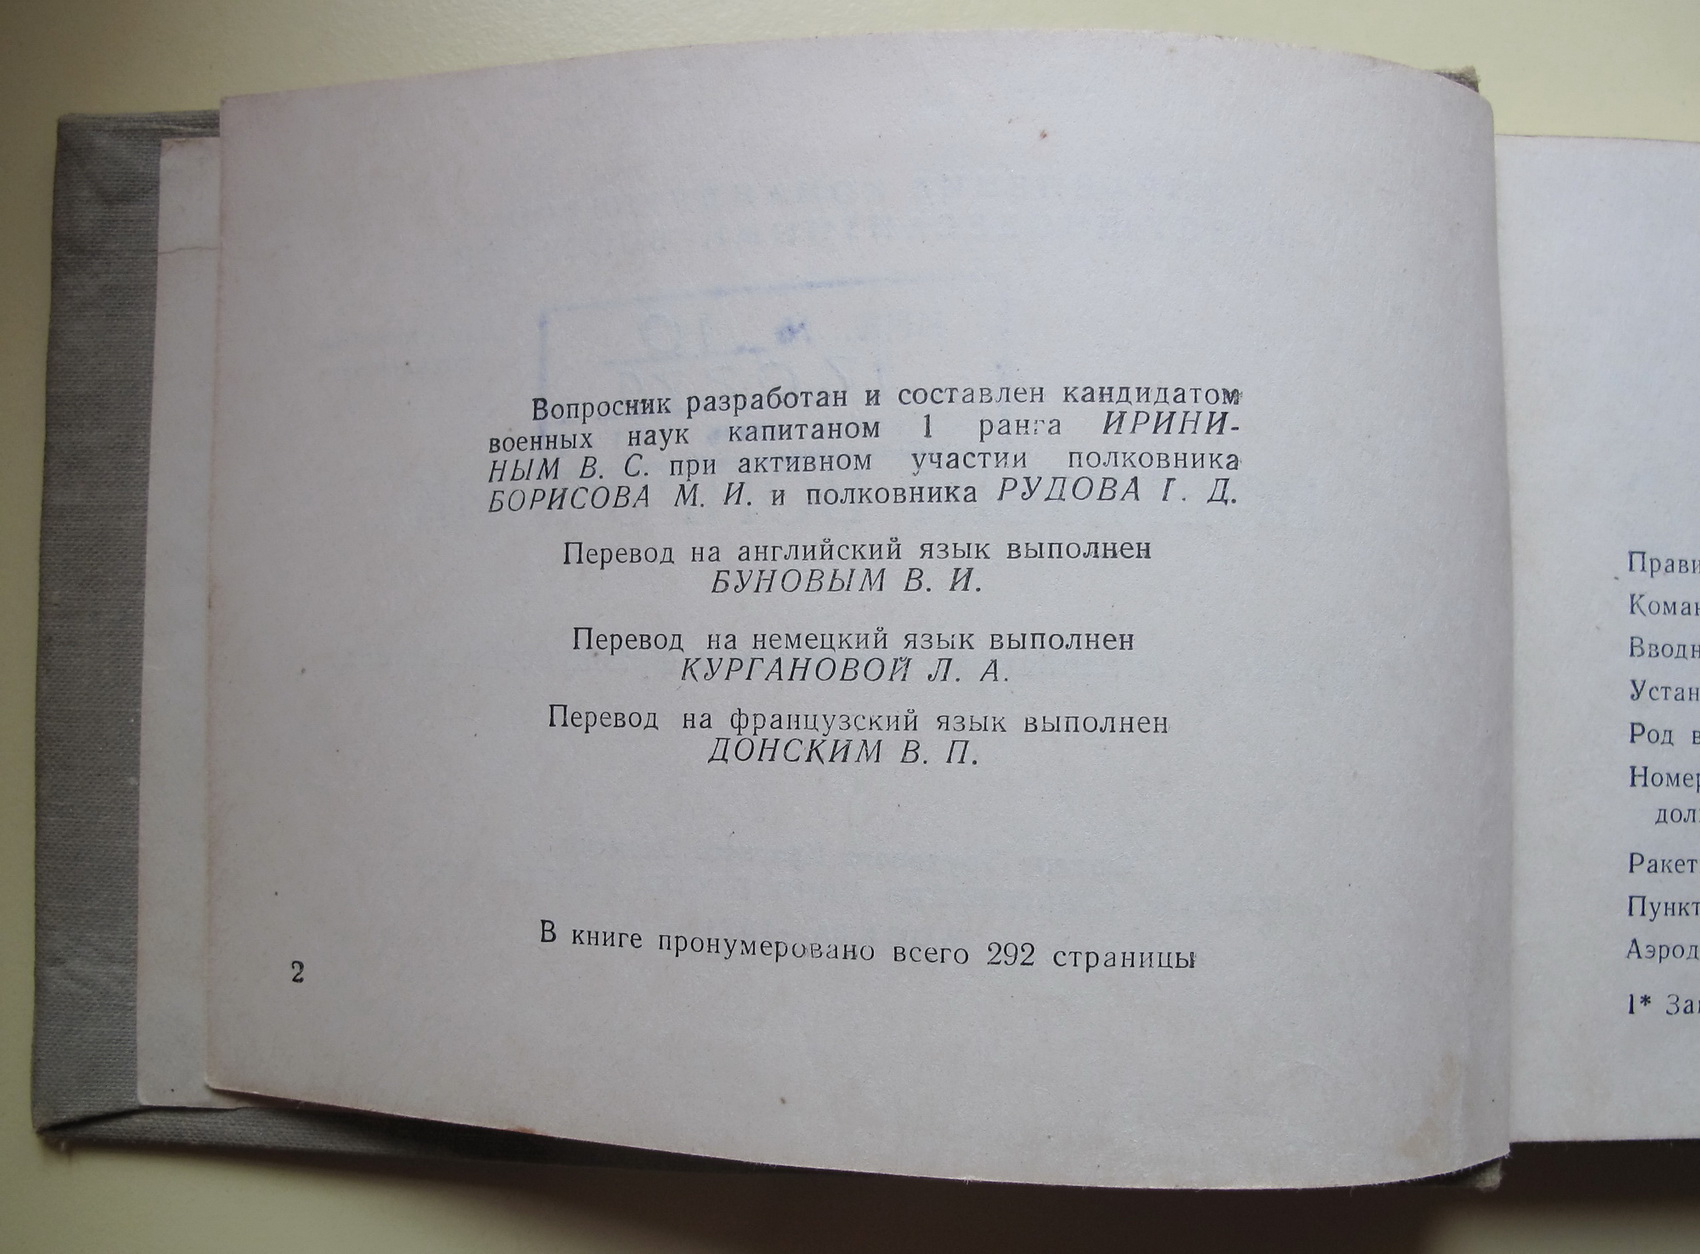 Вопросник разработан и составлен кандидатом
военных наук капитаном 1 ранга ИРИНИ-
НЫМ В. С. при активном участии полковника
БОРИСОВА М. И. и полковника РУДОВА Г. Д.
Перевод на английский язык выполнен
БУНОВЫМ В. И.
Перевод на немецкий язык выполнен
КУРГАНОВОЙ Л. А.
Перевод на французский язык выполнен
ДОНСКИМ В. П.
В книге пронумеровано всего 292 страницы
2
Прави
Коман
Вводн
Устан
Род в
Номер
дол
Ракет
Пункт
Аэрод
1* За